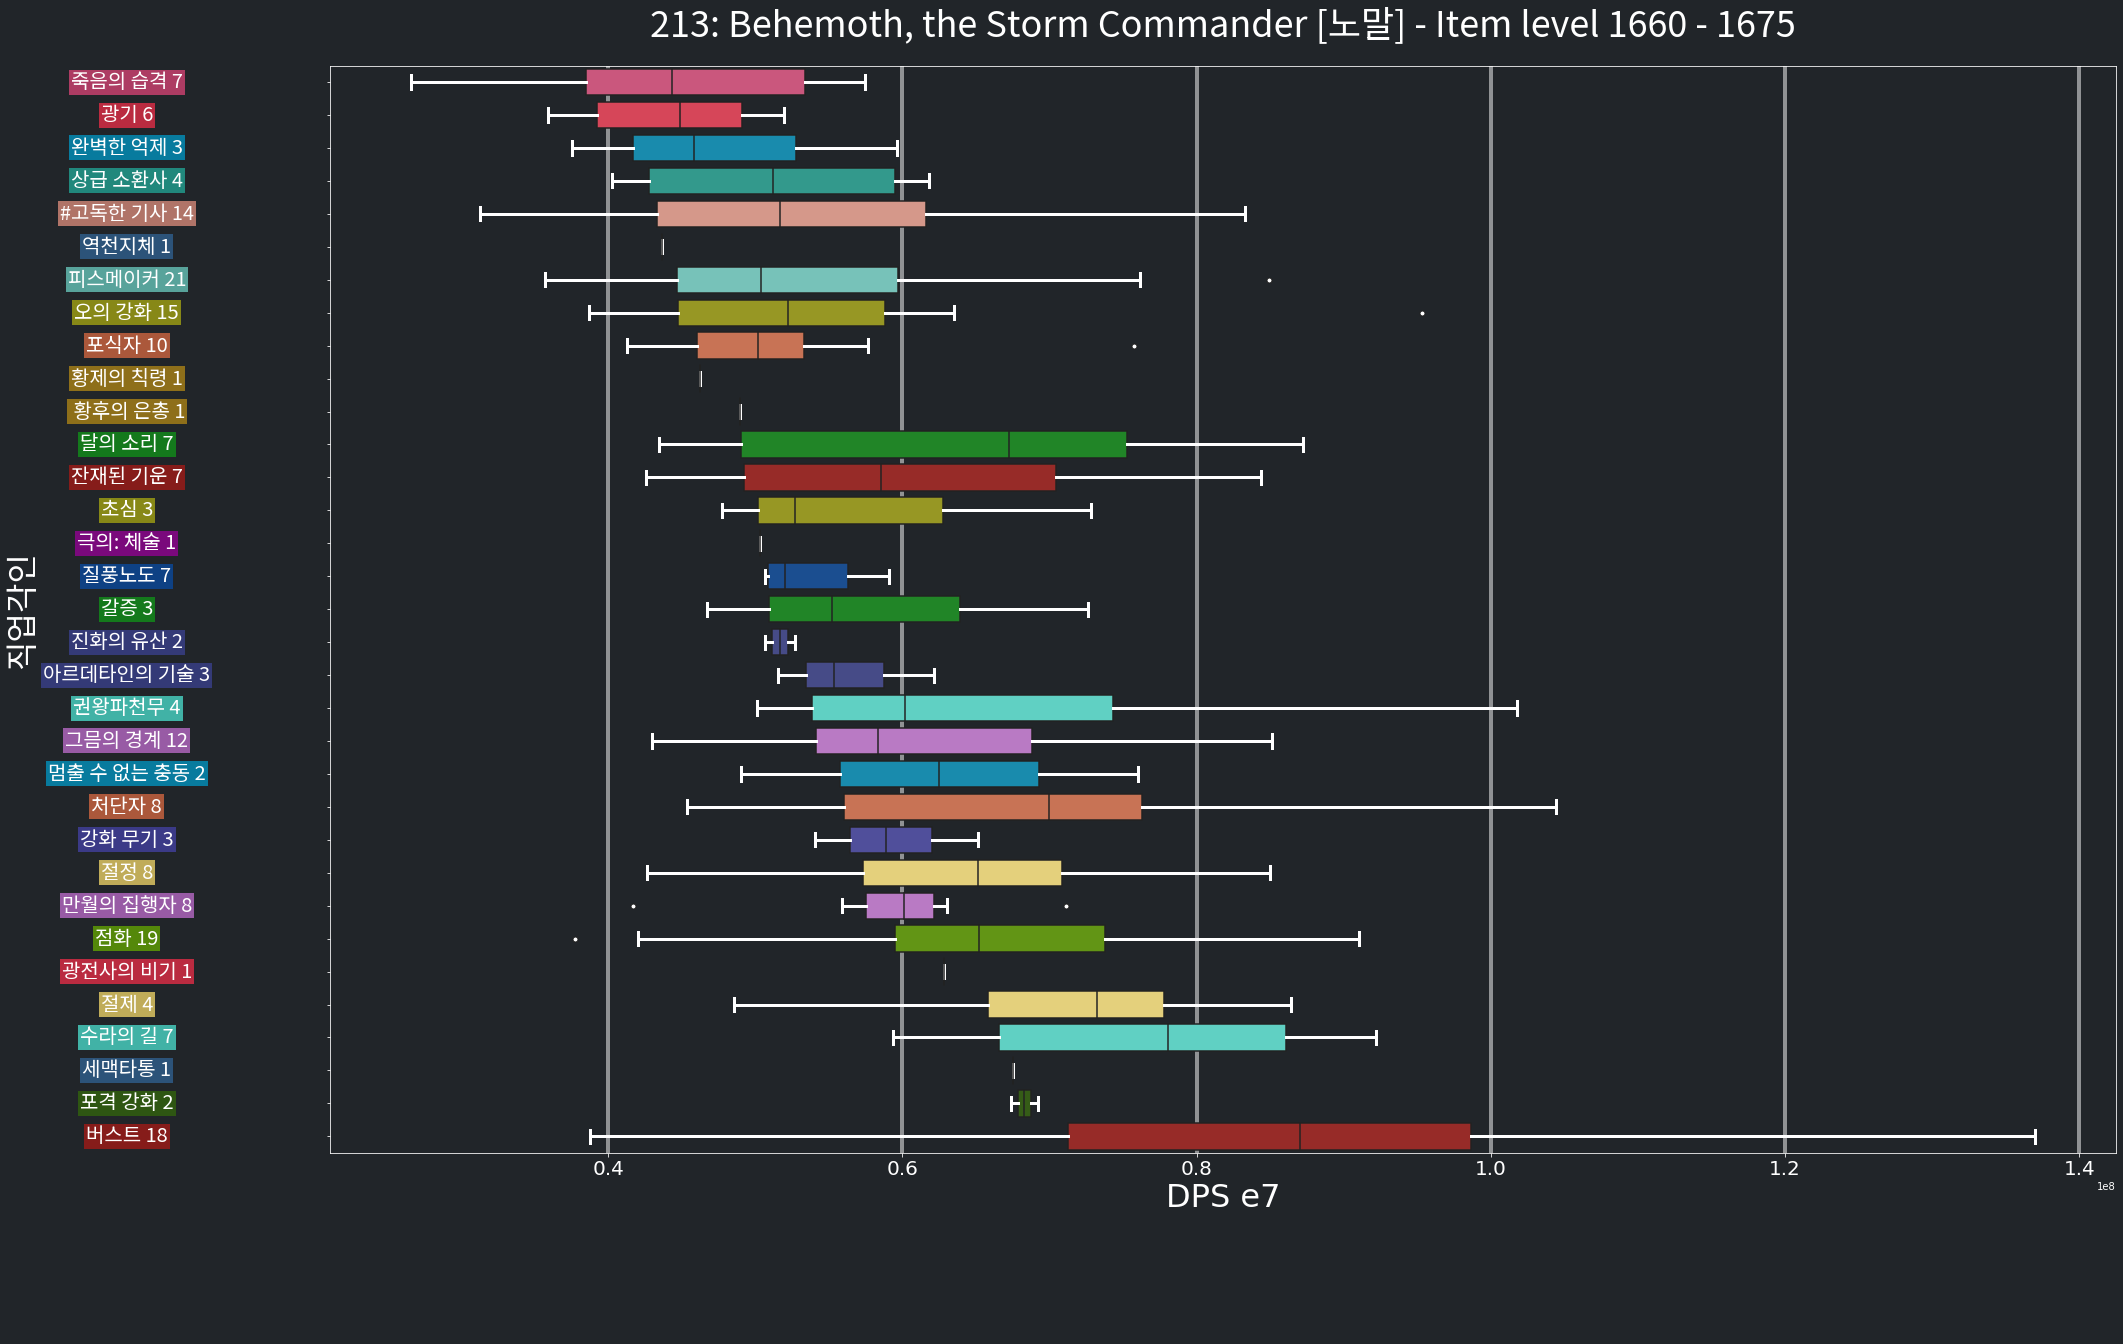 213: Behemoth, the Storm Commander [노말] - Item level 1660 - 1675
직업각인
죽음의 습격 7
광기 6
완벽한 억제 3
상급 소환사 4
#고독한 기사 14
역천지체 1
피스메이커 21
오의 강화 15
포식자 10
황제의 칙령 1
황후의 은총 1
달의 소리 7
잔재된 기운 7
초심 3
극의: 체술 1
질풍노도 7
갈증 3
진화의 유산 2
아르데타인의 기술 3
권왕파천무 4
그믐의 경계 12
멈출 수 없는 충동 2
처단자 8
강화 무기 3
절정 8
만월의 집행자 8
점화 19
광전사의 비기 1
절제 4
수라의 길 7
세맥타통 1
포격 강화 2
버스트 18
0.4 0.6 0.8 1.0 1.2 1.4
1e8
DPS e7